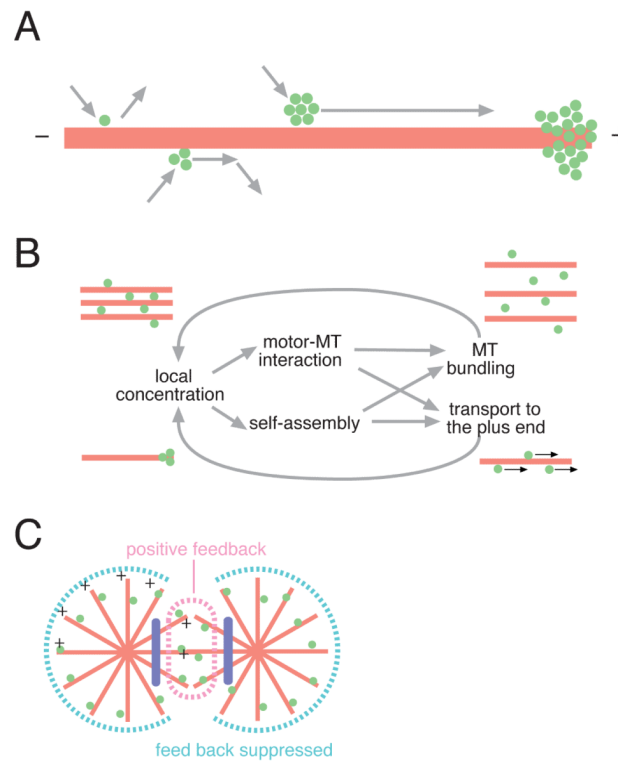 A
–
–
B
motor-MT
interaction
MT
bundling
local
concentration
self-assembly
transport to
the plus end
C
positive feedback
+
+
+
+
+
+
+
feed back suppressed